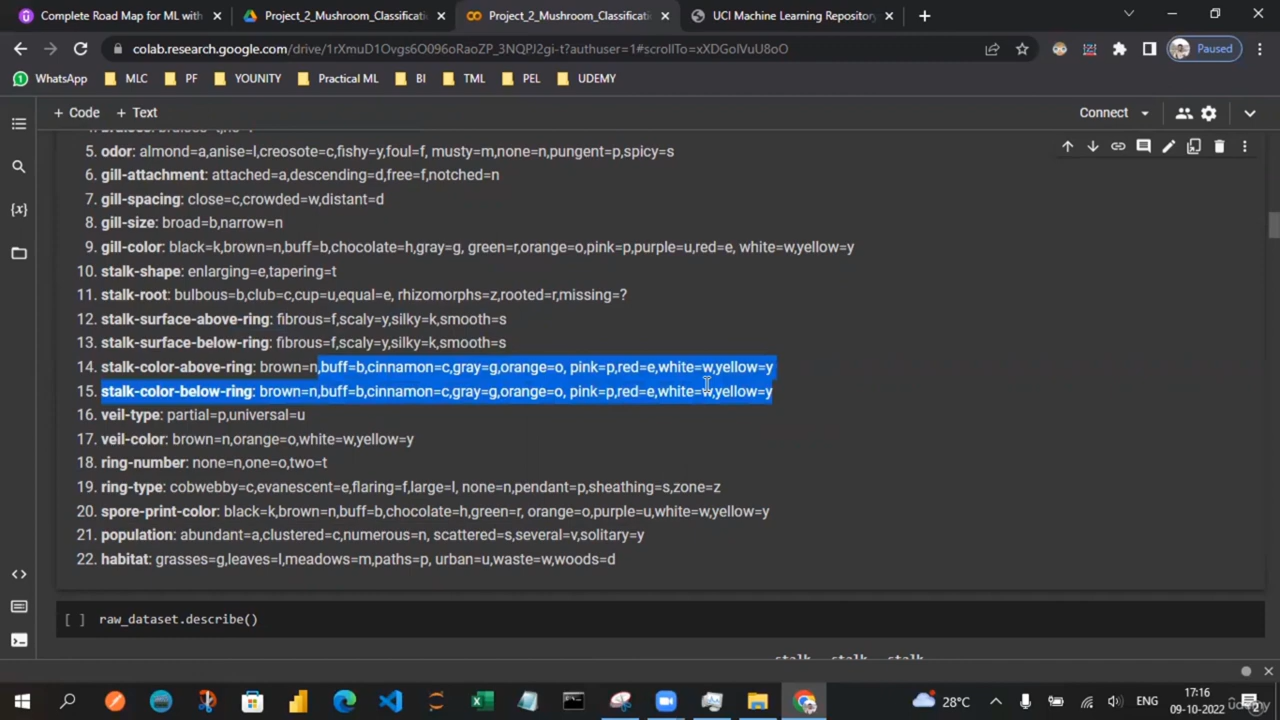 Complete Road Map for ML with
Project_2_Mushroom_Classificati
Project_2_Mushroom_Classificati
UCI Machine Learning Repository
colab.research.google.com/drive/1rXmuD1Ovgs6O096oRaoZP_3NQPJ2gi-t?authuser=1#scrollTo=xXDGolVuU8oO
Paused
WhatsApp MLC PF YOUNITY Practical ML BI TML PEL UDEMY
+ Code + Text
Connect
5. odor: almond=a,anise=l,creosote=c,fishy=y,foul=f, musty=m,none=n,pungent=p,spicy=s
6. gill-attachment: attached=a,descending=d,free=f,notched=n
7. gill-spacing: close=c,crowded=w,distant=d
8. gill-size: broad=b,narrow=n
9. gill-color: black=k,brown=n,buff=b,chocolate=h,gray=g, green=r,orange=o,pink=p,purple=u,red=e, white=w,yellow=y
10. stalk-shape: enlarging=e,tapering=t
11. stalk-root: bulbous=b,club=c,cup=u,equal=e, rhizomorphs=z,rooted=r,missing=?
12. stalk-surface-above-ring: fibrous=f,scaly=y,silky=k,smooth=s
13. stalk-surface-below-ring: fibrous=f,scaly=y,silky=k,smooth=s
14. stalk-color-above-ring: brown=n,buff=b,cinnamon=c,gray=g,orange=o, pink=p,red=e,white=w,yellow=y
15. stalk-color-below-ring: brown=n,buff=b,cinnamon=c,gray=g,orange=o, pink=p,red=e,white=w,yellow=y
16. veil-type: partial=p,universal=u
17. veil-color: brown=n,orange=o,white=w,yellow=y
18. ring-number: none=n,one=o,two=t
19. ring-type: cobwebby=c,evanescent=e,flaring=f,large=l, none=n,pendant=p,sheathing=s,zone=z
20. spore-print-color: black=k,brown=n,buff=b,chocolate=h,green=r, orange=o,purple=u,white=w,yellow=y
21. population: abundant=a,clustered=c,numerous=n, scattered=s,several=v,solitary=y
22. habitat: grasses=g,leaves=l,meadows=m,paths=p, urban=u,waste=w,woods=d
[ ] raw_dataset.describe()
28°C
ENG
17:16
09-10-2022